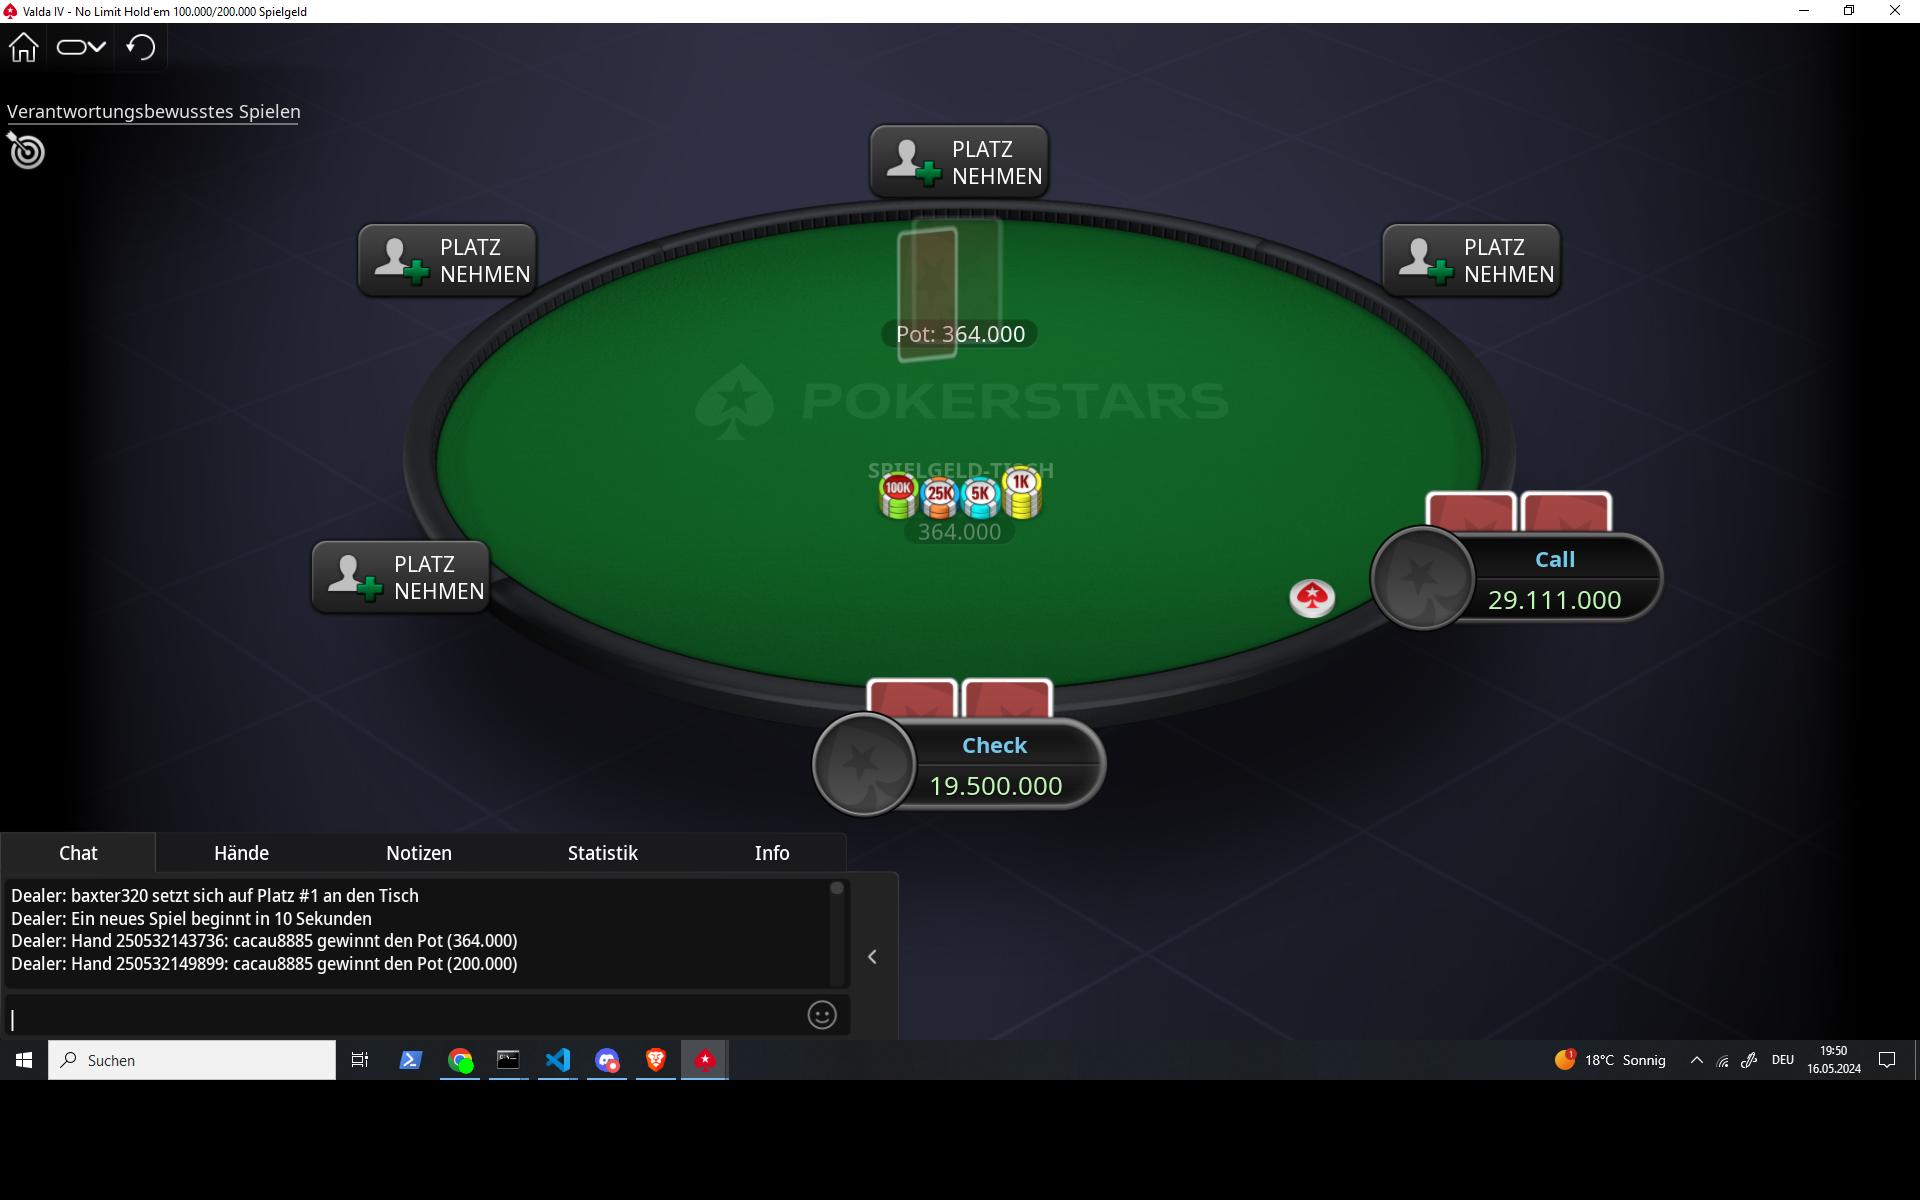 Valda IV - No Limit Hold'em 100.000/200.000 Spielgeld
Verantwortungsbewusstes Spielen
PLATZ
NEHMEN
PLATZ
NEHMEN
PLATZ
NEHMEN
Pot: 364.000
POKERSTARS
SPIELGELD-TISCH
100K
25K
5K
1K
364.000
PLATZ
NEHMEN
Call
29.111.000
Check
19.500.000
Chat Hände Notizen Statistik Info
Dealer: baxter320 setzt sich auf Platz #1 an den Tisch
Dealer: Ein neues Spiel beginnt in 10 Sekunden
Dealer: Hand 250532143736: cacau8885 gewinnt den Pot (364.000)
Dealer: Hand 250532149899: cacau8885 gewinnt den Pot (200.000)
Suchen
1
18°C Sonnig
DEU
19:50
16.05.2024